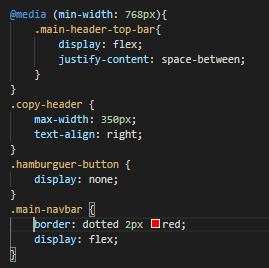 @media (min-width: 768px){
.main-header-top-bar{
display: flex;
justify-content: space-between;
}
}
.copy-header {
max-width: 350px;
text-align: right;
}
.hamburguer-button {
display: none;
}
.main-navbar {
border: dotted 2px red;
display: flex;
}